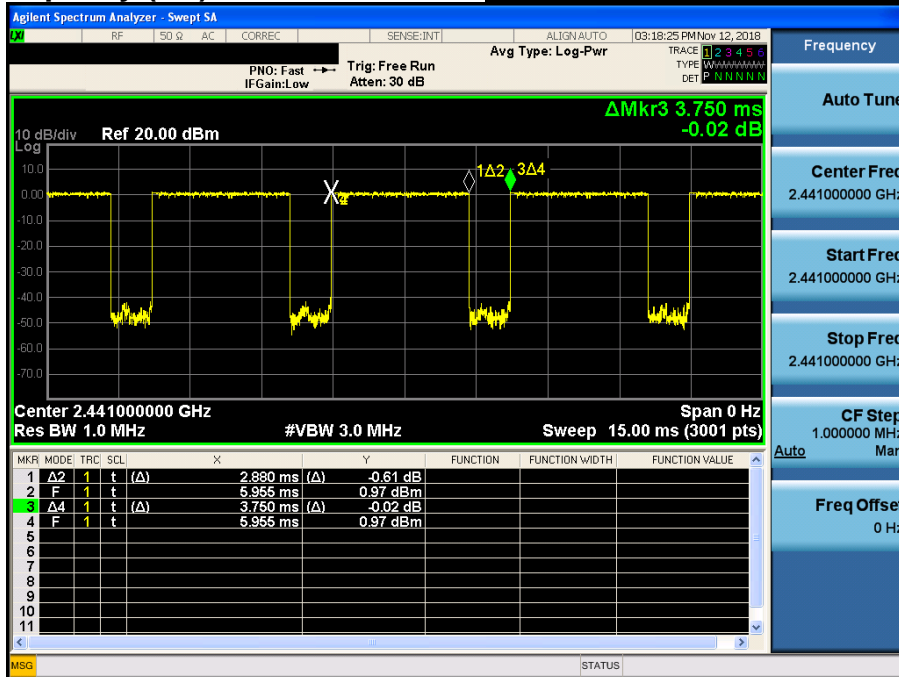 Agilent Spectrum Analyzer - Swept SA
LXI RF 50 Ω AC CORREC SENSE:INT ALIGN AUTO 03:18:25 PM Nov 12, 2018
Avg Type: Log-Pwr
TRACE 1 2 3 4 5 6
TYPE WWWWWWW
DET P N N N N N
PNO: Fast
IFGain:Low
Trig: Free Run
Atten: 30 dB
Frequency
ΔMkr3 3.750 ms
-0.02 dB
10 dB/div
Log
Ref 20.00 dBm
Auto Tune
1Δ2 3Δ4
10.0
0.00
-10.0
-20.0
-30.0
-40.0
-50.0
-60.0
-70.0
Center Freq
2.441000000 GHz
Start Freq
2.441000000 GHz
Stop Freq
2.441000000 GHz
Center 2.441000000 GHz Span 0 Hz
Res BW 1.0 MHz #VBW 3.0 MHz Sweep 15.00 ms (3001 pts)
CF Step
1.000000 MHz
Auto Man
MKR MODE TRC SCL X Y FUNCTION FUNCTION WIDTH FUNCTION VALUE
1 Δ2 1 t (Δ) 2.880 ms (Δ) -0.61 dB
2 F 1 t 5.955 ms 0.97 dBm
3 Δ4 1 t (Δ) 3.750 ms (Δ) -0.02 dB
4 F 1 t 5.955 ms 0.97 dBm
5
6
7
8
9
10
11
Freq Offset
0 Hz
MSG STATUS